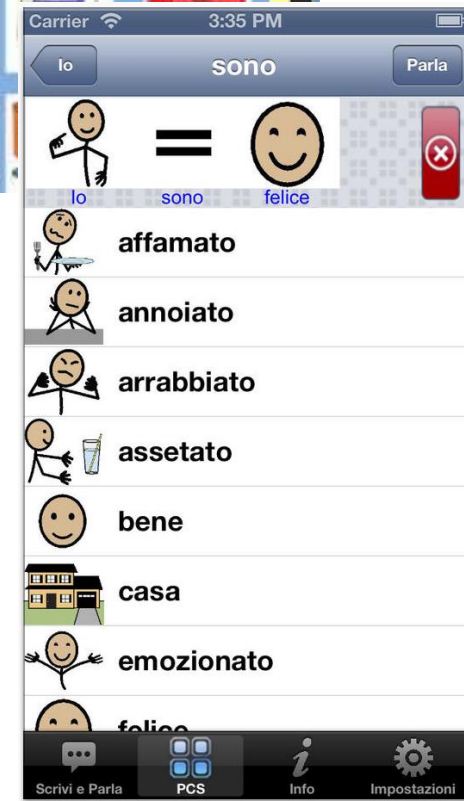 Carrier 3:35 PM
Io sono Parla
Io sono felice
affamato
annoiato
arrabbiato
assetato
bene
casa
emozionato
felice
Scrivi e Parla PCS Info Impostazioni